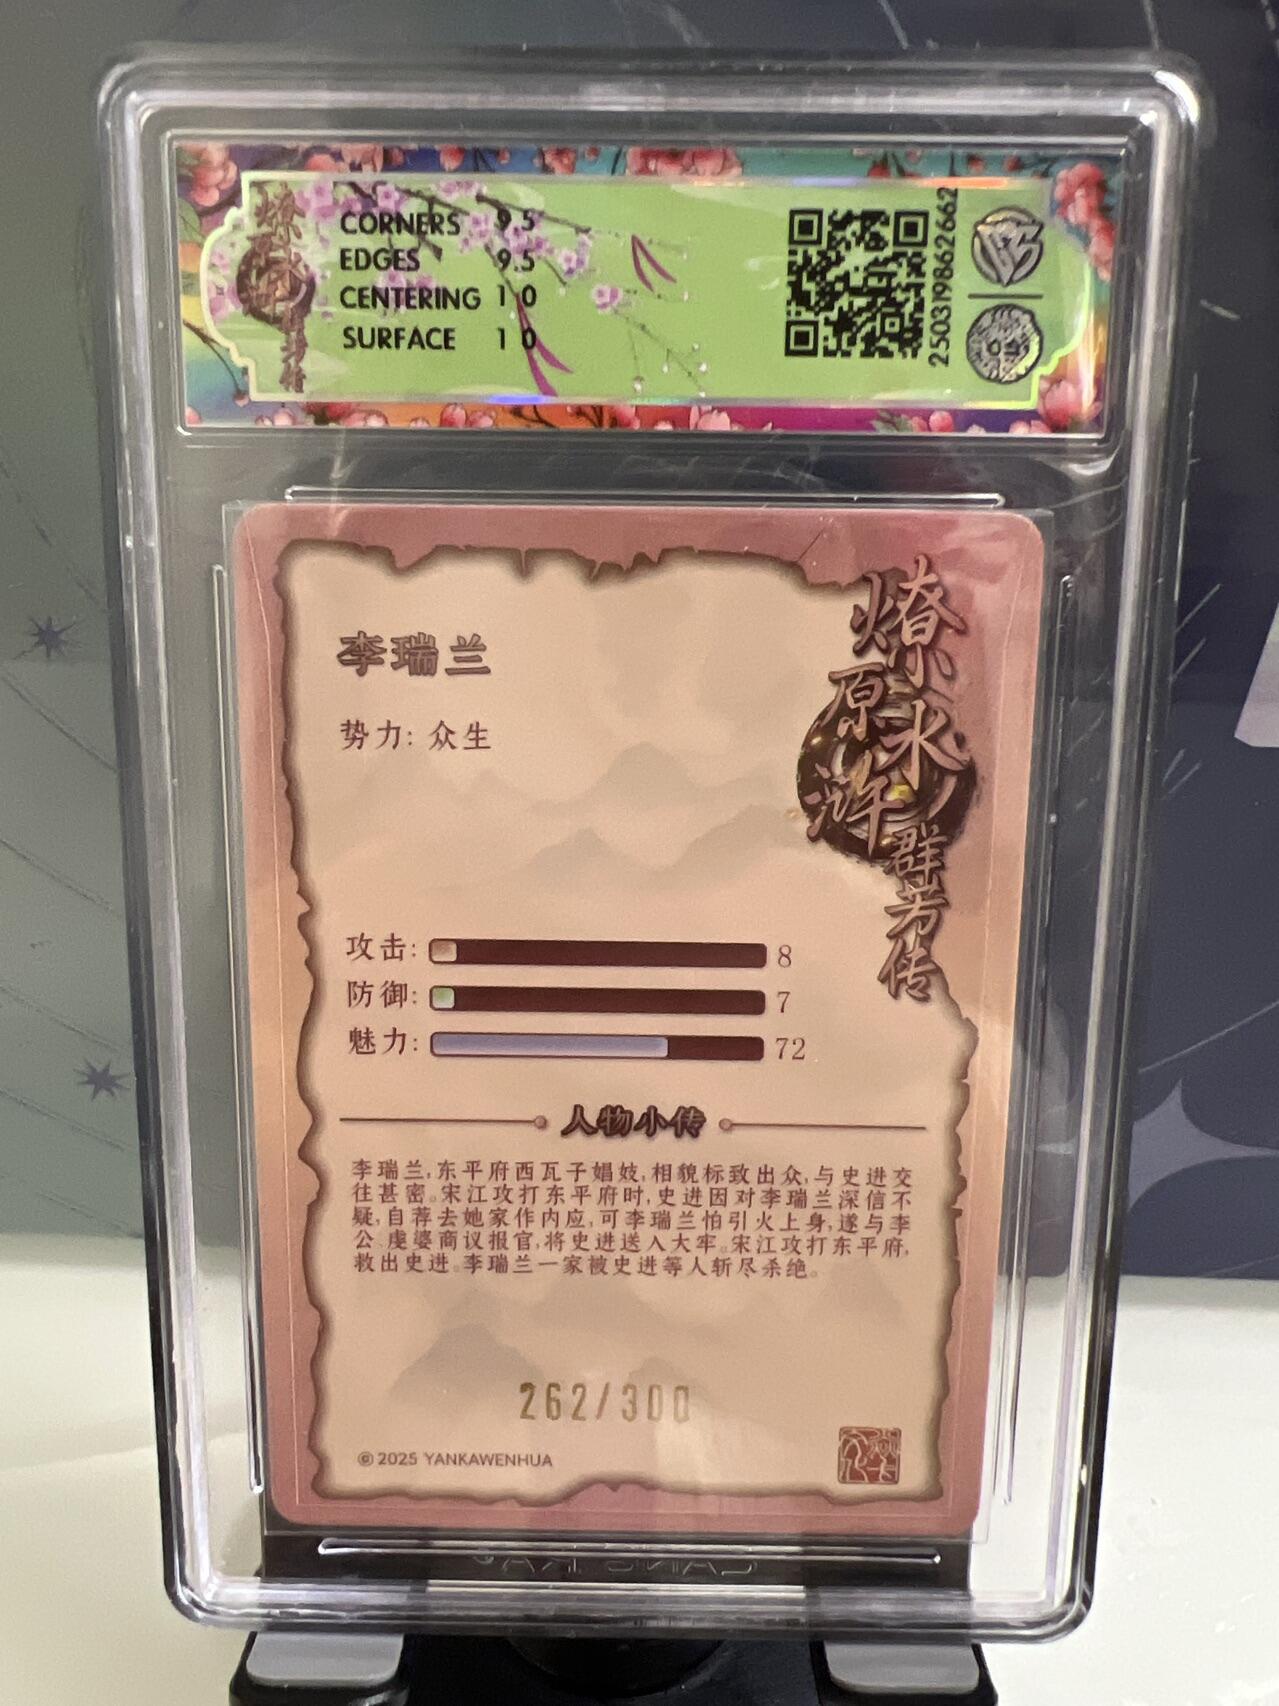 燎原水浒群芳传
CORNERS 9.5
EDGES 9.5
CENTERING 10
SURFACE 10
2503198626662
李瑞兰
势力: 众生
燎原水浒群芳传
攻击: 8
防御: 7
魅力: 72
人物小传
李瑞兰,东平府西瓦子娼妓,相貌标致出众,与史进交
往甚密。宋江攻打东平府时,史进因对李瑞兰深信不
疑,自荐去她家作内应,可李瑞兰怕引火上身,遂与李
公、虔婆商议报官,将史进送入大牢。宋江攻打东平府,
救出史进。李瑞兰一家被史进等人斩尽杀绝。
262/300
© 2025 YANKAWENHUA